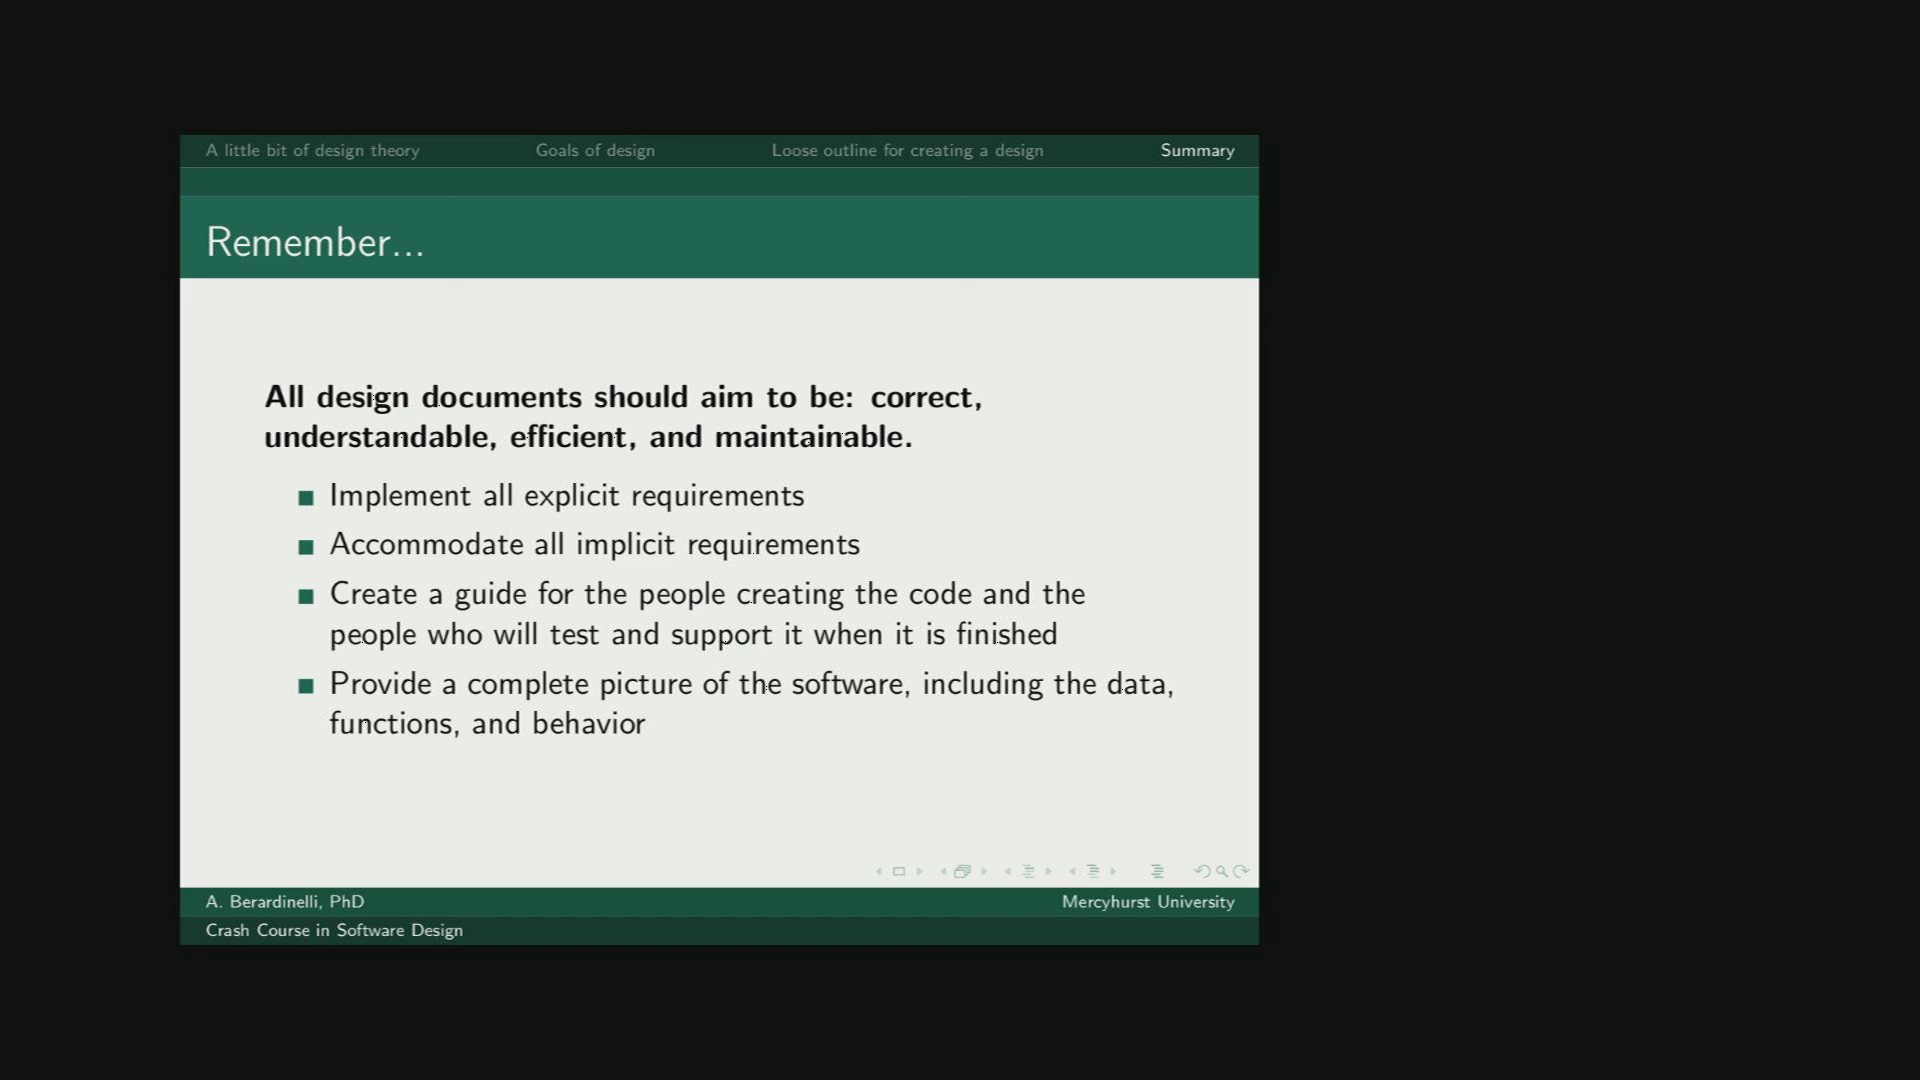 A little bit of design theory Goals of design Loose outline for creating a design Summary
Remember...
All design documents should aim to be: correct,
understandable, efficient, and maintainable.
Implement all explicit requirements
Accommodate all implicit requirements
Create a guide for the people creating the code and the
people who will test and support it when it is finished
Provide a complete picture of the software, including the data,
functions, and behavior
A. Berardinelli, PhD Mercyhurst University
Crash Course in Software Design